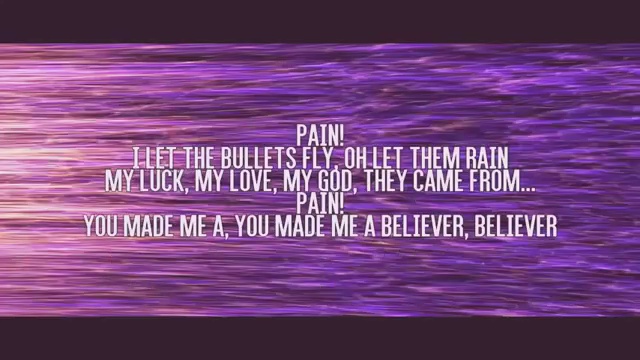 PAIN!
I LET THE BULLETS FLY, OH LET THEM RAIN
MY LUCK, MY LOVE, MY GOD, THEY CAME FROM...
PAIN!
YOU MADE ME A, YOU MADE ME A BELIEVER, BELIEVER